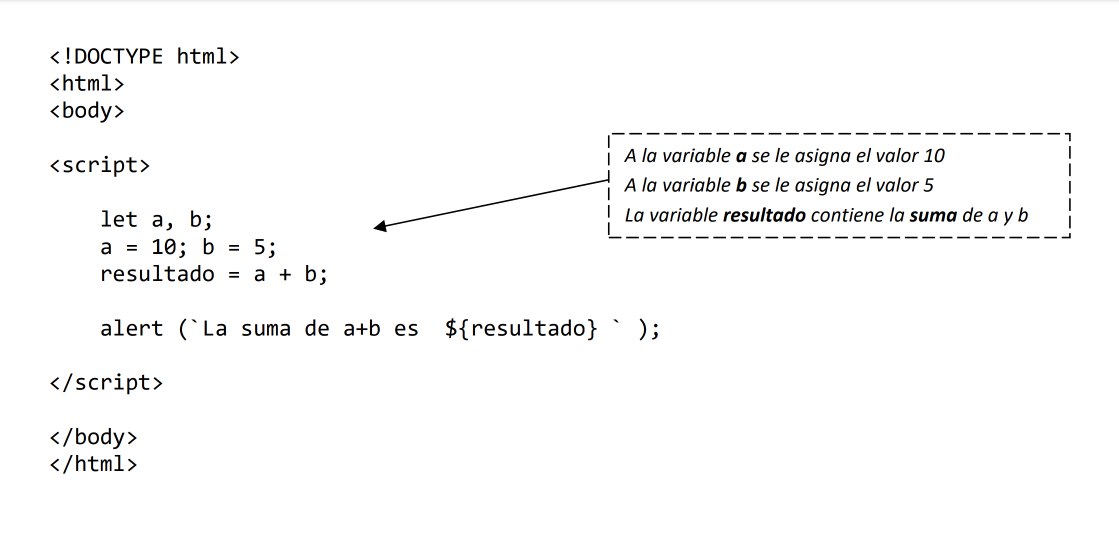 <!DOCTYPE html>
<html>
<body>
<script>
let a, b;
a = 10; b = 5;
resultado = a + b;
alert (`La suma de a+b es  ${resultado} ` );
</script>
</body>
</html>
A la variable a se le asigna el valor 10
A la variable b se le asigna el valor 5
La variable resultado contiene la suma de a y b